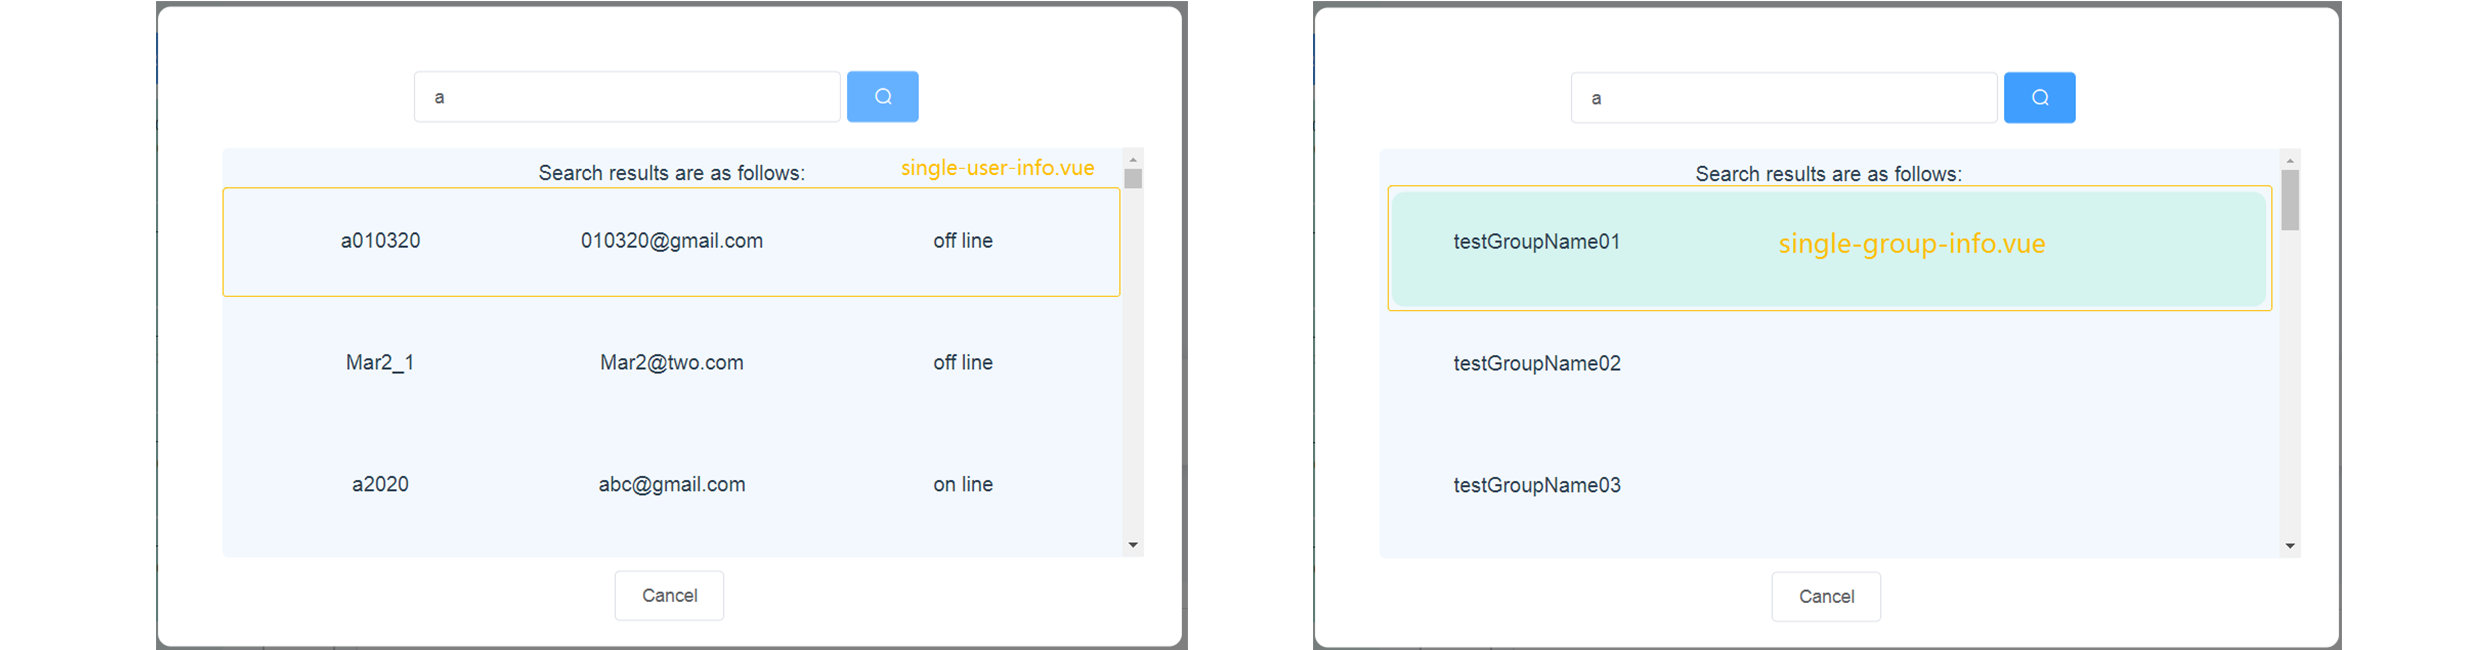 a
Search results are as follows:
single-user-info.vue
a010320 010320@gmail.com off line
Mar2_1 Mar2@two.com off line
a2020 abc@gmail.com on line
Cancel
a
Search results are as follows:
testGroupName01 single-group-info.vue
testGroupName02
testGroupName03
Cancel